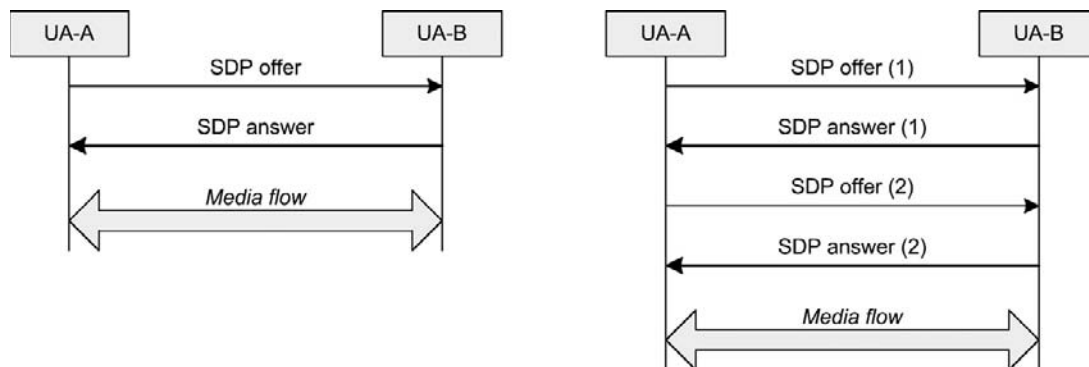 UA-A
UA-B
SDP offer
SDP answer
Media flow
UA-A
UA-B
SDP offer (1)
SDP answer (1)
SDP offer (2)
SDP answer (2)
Media flow